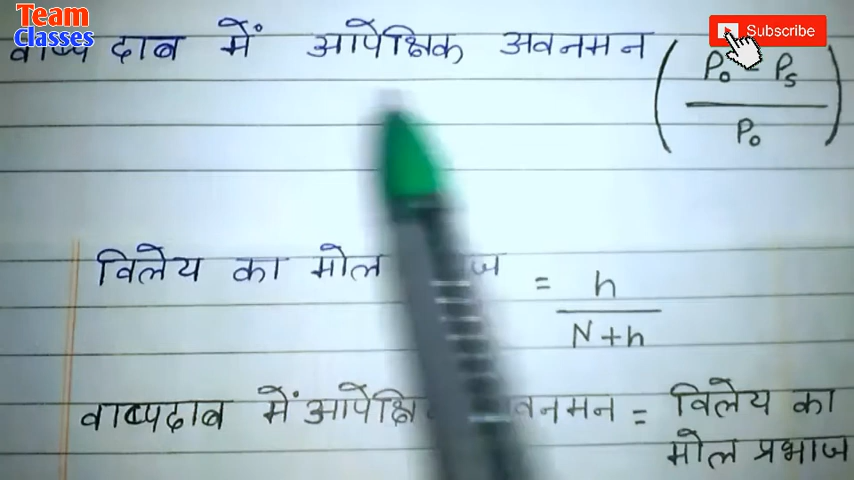 Team
Classes
Subscribe
वाष्प दाब में आपेक्षिक अवनमन (P₀ - Pₛ / P₀)
विलेय का मोल = n / N + n
वाष्पदाब में आपेक्षि वनमन = विलेय का
मोल प्रभाज